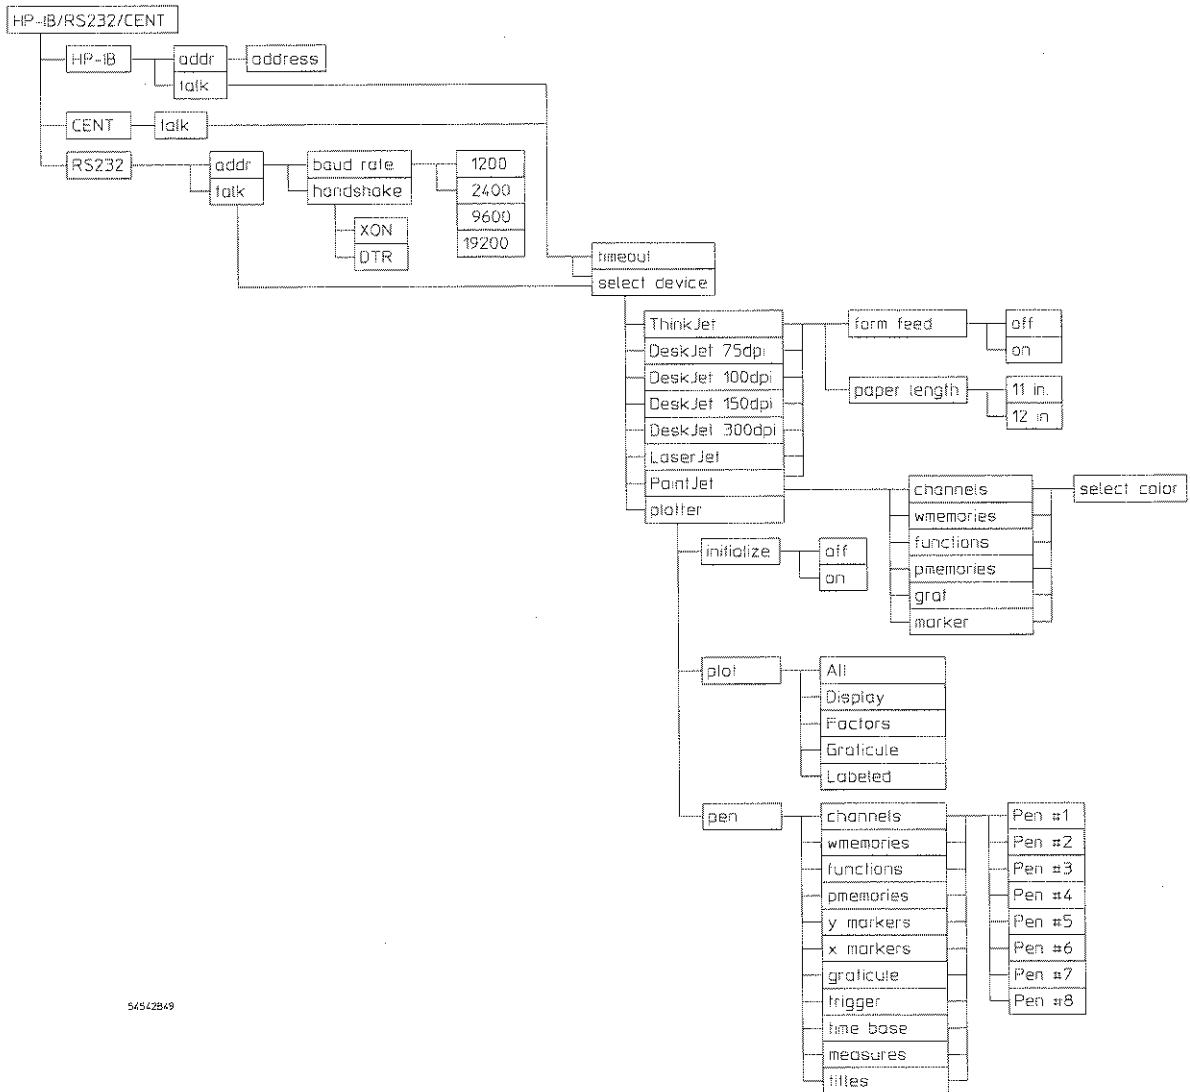 HP-IB/RS232/CENT
HP-IB
addr
address
talk
CENT
talk
RS232
addr
talk
baud rate
handshake
1200
2400
9600
19200
XON
DTR
timeout
select device
ThinkJet
DeskJet 75dpi
DeskJet 100dpi
DeskJet 150dpi
DeskJet 300dpi
LaserJet
PaintJet
plotter
form feed
off
on
paper length
11 in.
12 in
channels
wmemories
functions
pmemories
grat
marker
select color
initialize
off
on
plot
All
Display
Factors
Graticule
Labeled
pen
channels
wmemories
functions
pmemories
y markers
x markers
graticule
trigger
time base
measures
titles
Pen #1
Pen #2
Pen #3
Pen #4
Pen #5
Pen #6
Pen #7
Pen #8
54542B49